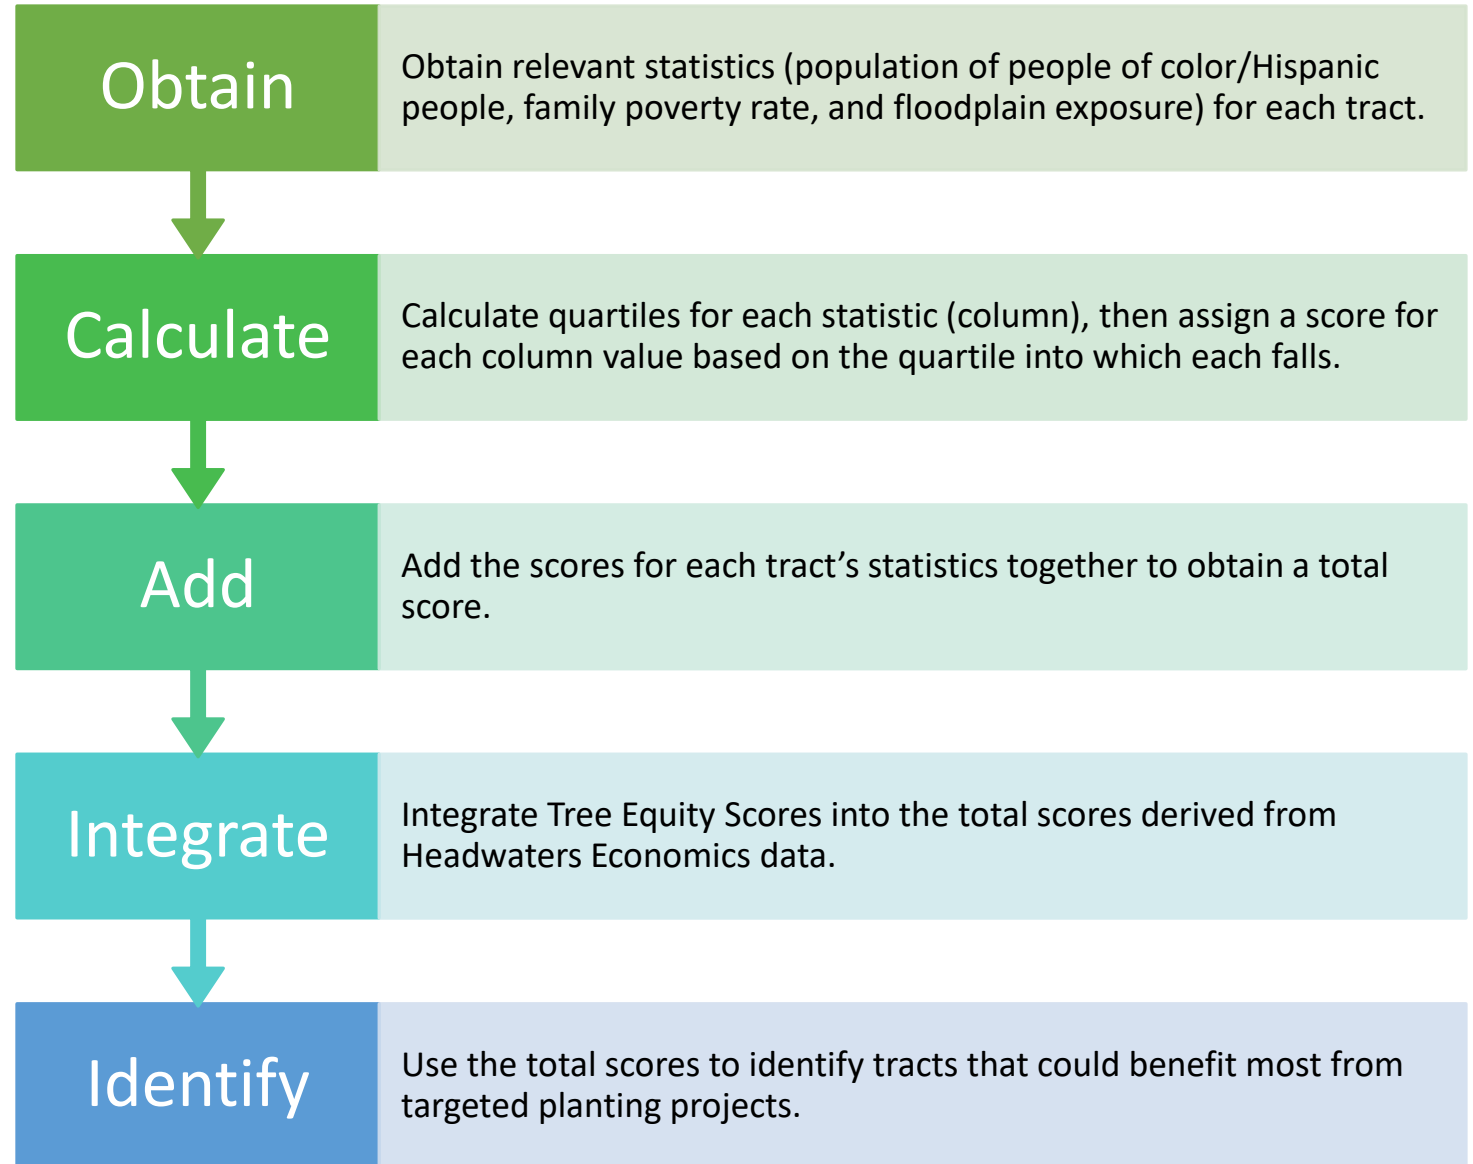 Obtain
Obtain relevant statistics (population of people of color/Hispanic
people, family poverty rate, and floodplain exposure) for each tract.
Calculate
Calculate quartiles for each statistic (column), then assign a score for
each column value based on the quartile into which each falls.
Add
Add the scores for each tract’s statistics together to obtain a total
score.
Integrate
Integrate Tree Equity Scores into the total scores derived from
Headwaters Economics data.
Identify
Use the total scores to identify tracts that could benefit most from
targeted planting projects.